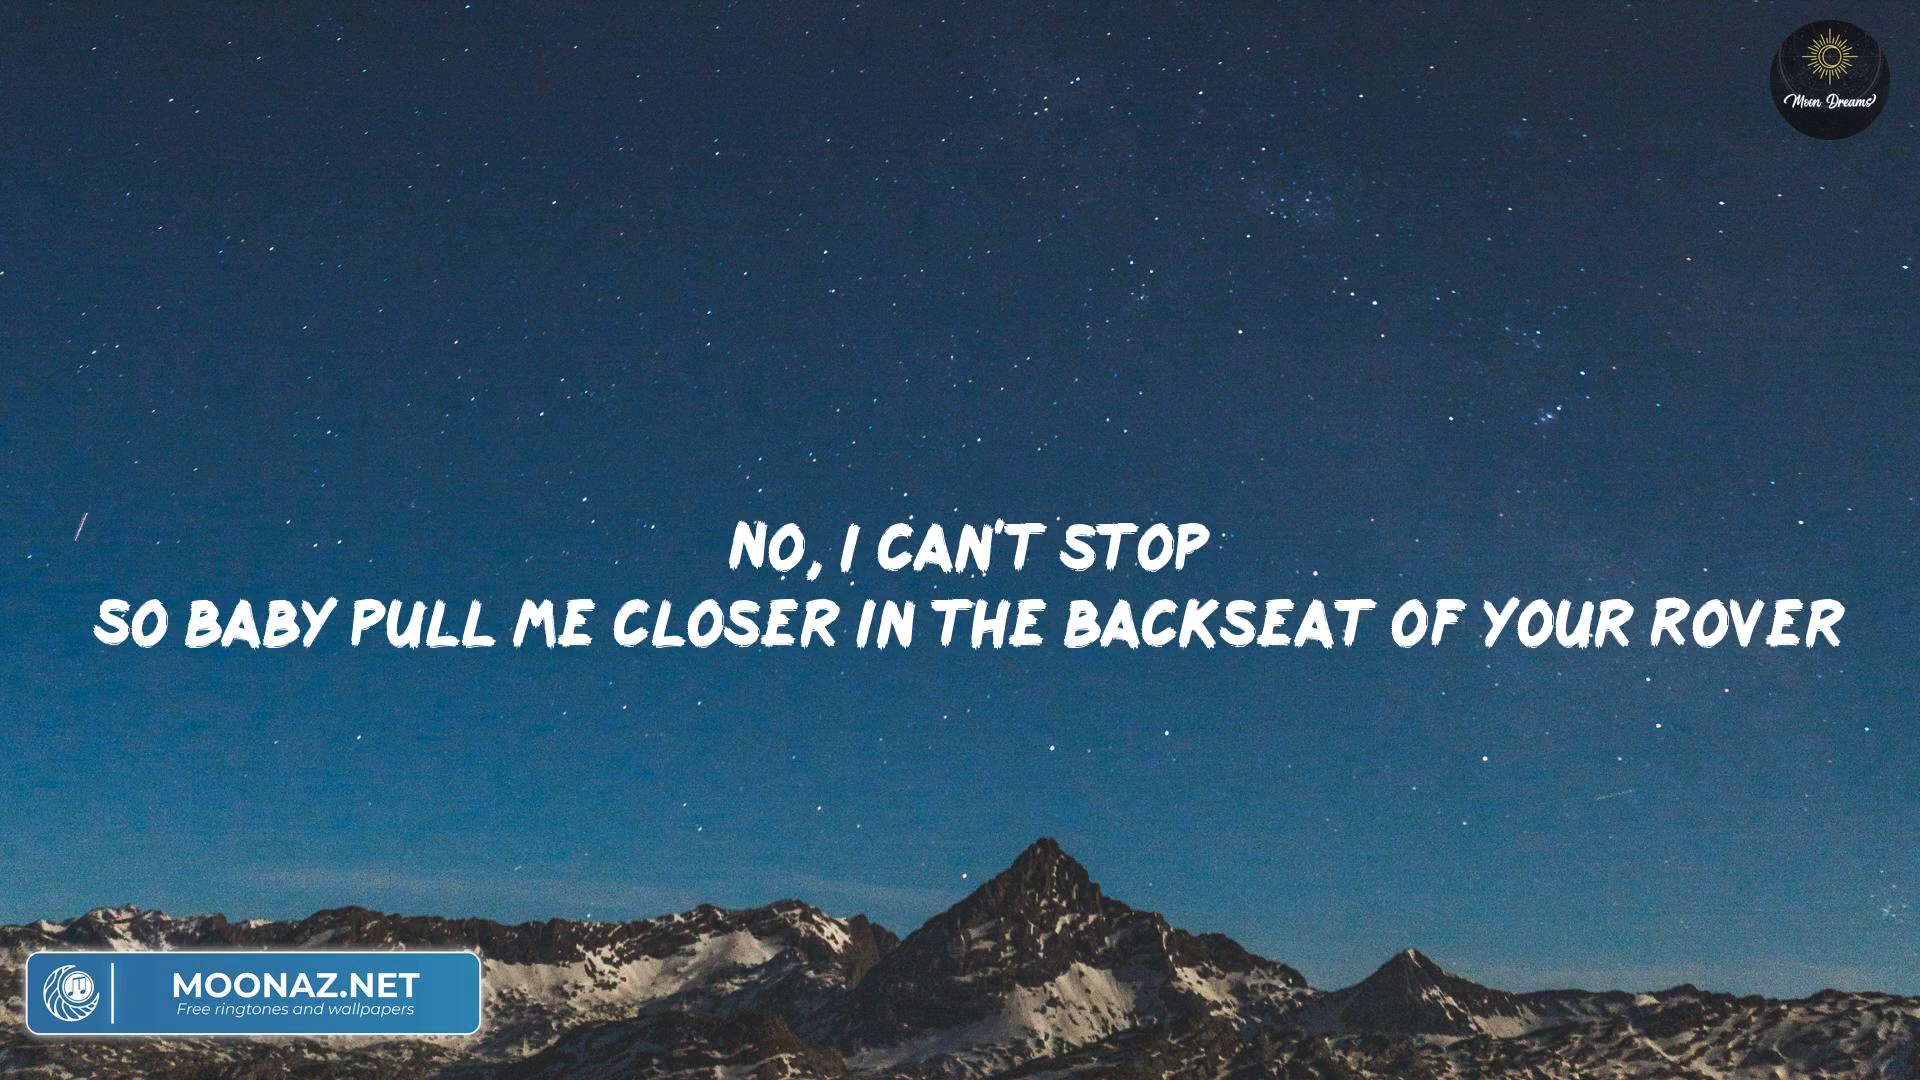 Moon Dreams
NO, I CAN'T STOP
SO BABY PULL ME CLOSER IN THE BACKSEAT OF YOUR ROVER
MOONAZ.NET
Free ringtones and wallpapers